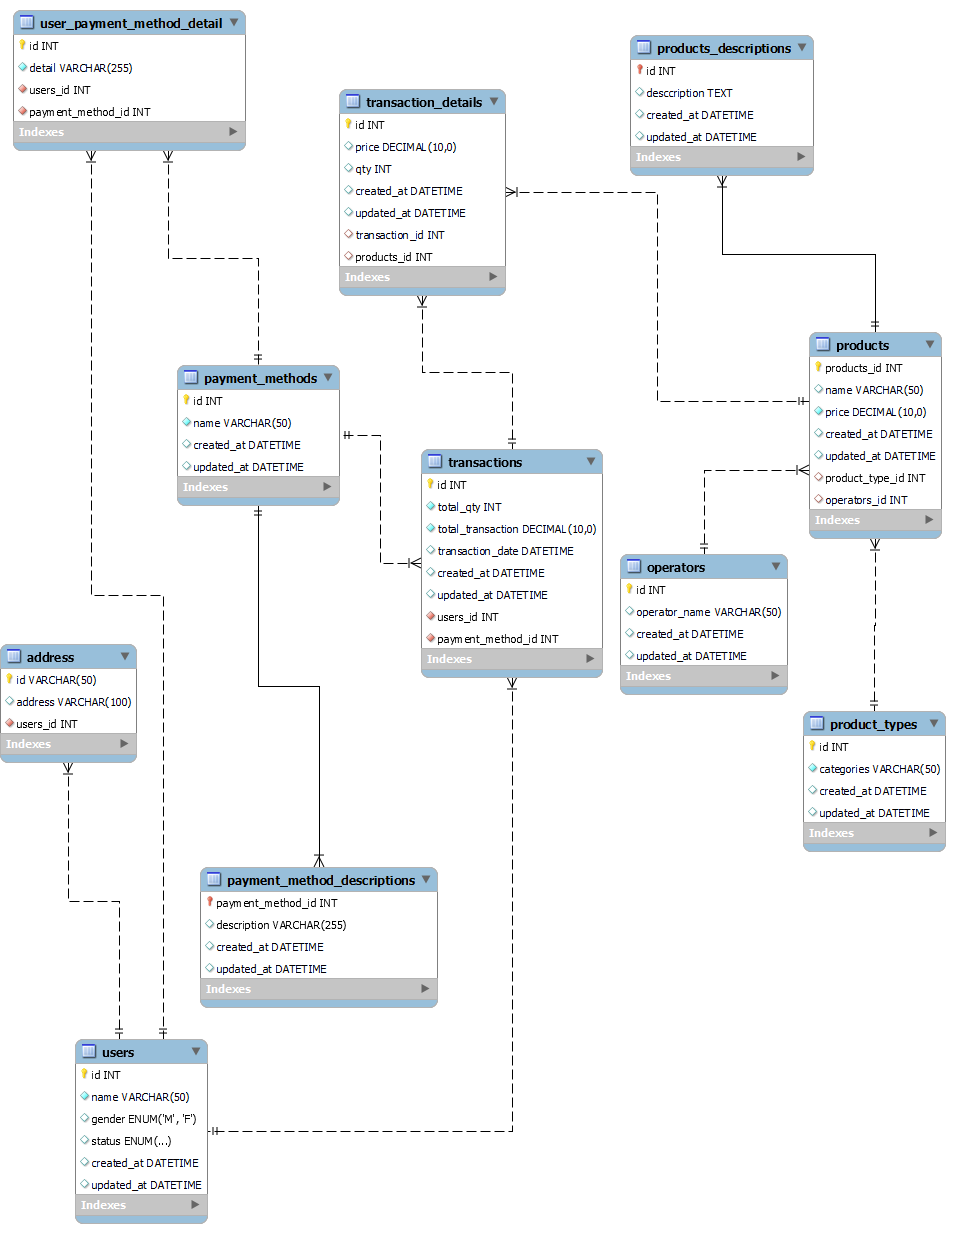 user_payment_method_detail
id INT
detail VARCHAR(255)
users_id INT
payment_method_id INT
Indexes
products_descriptions
id INT
desccription TEXT
created_at DATETIME
updated_at DATETIME
Indexes
transaction_details
id INT
price DECIMAL(10,0)
qty INT
created_at DATETIME
updated_at DATETIME
transaction_id INT
products_id INT
Indexes
products
products_id INT
name VARCHAR(50)
price DECIMAL(10,0)
created_at DATETIME
updated_at DATETIME
product_type_id INT
operators_id INT
Indexes
payment_methods
id INT
name VARCHAR(50)
created_at DATETIME
updated_at DATETIME
Indexes
transactions
id INT
total_qty INT
total_transaction DECIMAL(10,0)
transaction_date DATETIME
created_at DATETIME
updated_at DATETIME
users_id INT
payment_method_id INT
Indexes
operators
id INT
operator_name VARCHAR(50)
created_at DATETIME
updated_at DATETIME
Indexes
address
id VARCHAR(50)
address VARCHAR(100)
users_id INT
Indexes
product_types
id INT
categories VARCHAR(50)
created_at DATETIME
updated_at DATETIME
Indexes
payment_method_descriptions
payment_method_id INT
description VARCHAR(255)
created_at DATETIME
updated_at DATETIME
Indexes
users
id INT
name VARCHAR(50)
gender ENUM('M', 'F')
status ENUM(...)
created_at DATETIME
updated_at DATETIME
Indexes